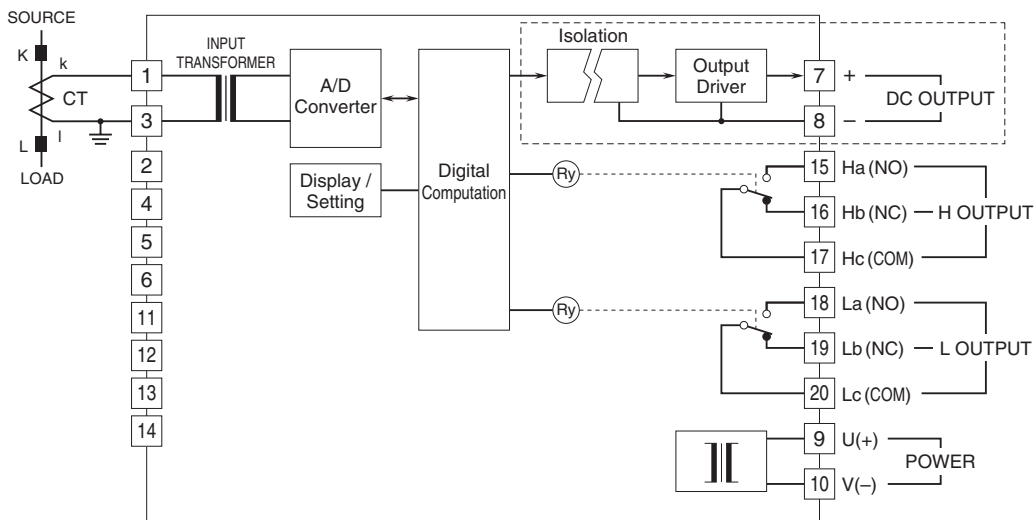 SOURCE
K
k
CT
L
l
LOAD
1
3
2
4
5
6
11
12
13
14
INPUT
TRANSFORMER
A/D
Converter
Display /
Setting
Digital
Computation
Isolation
Output
Driver
Ry
Ry
7 +
8 −
DC OUTPUT
15 Ha (NO)
16 Hb (NC)
17 Hc (COM)
H OUTPUT
18 La (NO)
19 Lb (NC)
20 Lc (COM)
L OUTPUT
9 U(+)
10 V(−)
POWER